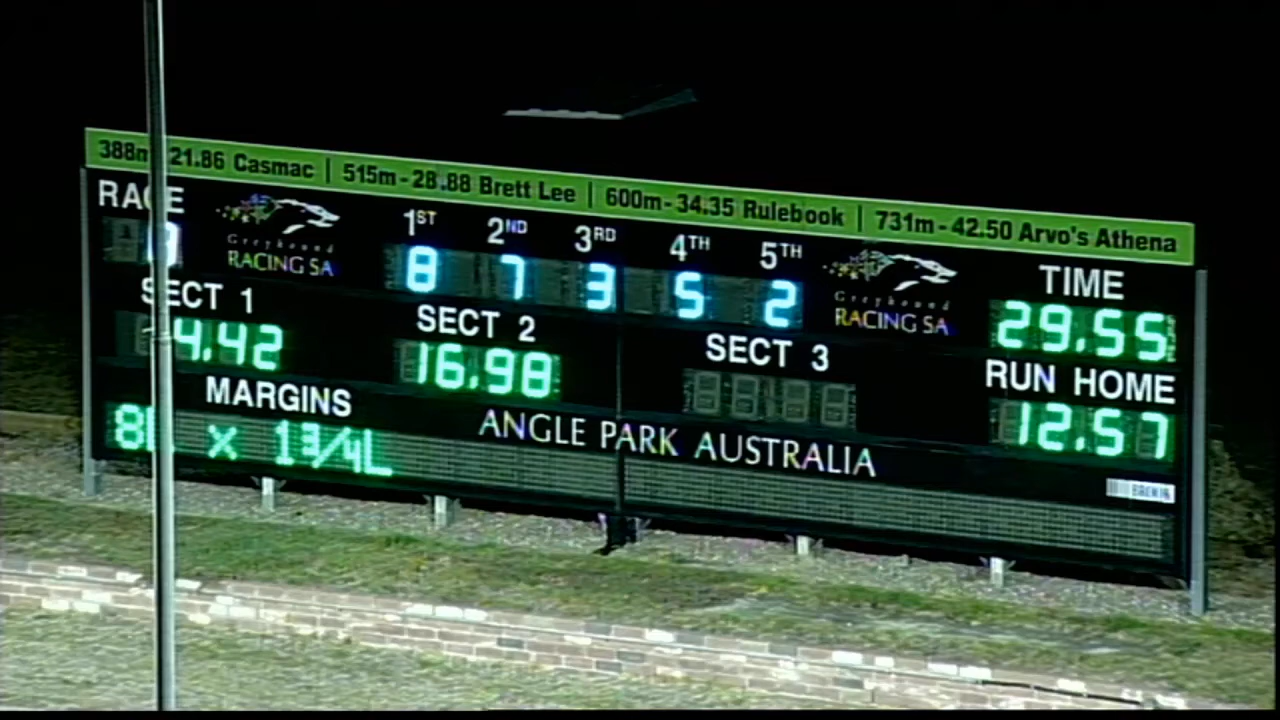 388m 21.86 Casmac | 515m - 28.88 Brett Lee | 600m - 34.35 Rulebook | 731m - 42.50 Arvo's Athena
RACE
Greyhound
RACING SA
1ST 2ND 3RD 4TH 5TH
8 7 3 5 2
Greyhound
RACING SA
TIME
29.55
SECT 1
4.42
SECT 2
16.98
SECT 3
RUN HOME
12.57
MARGINS
8L x 1¾L
ANGLE PARK AUSTRALIA